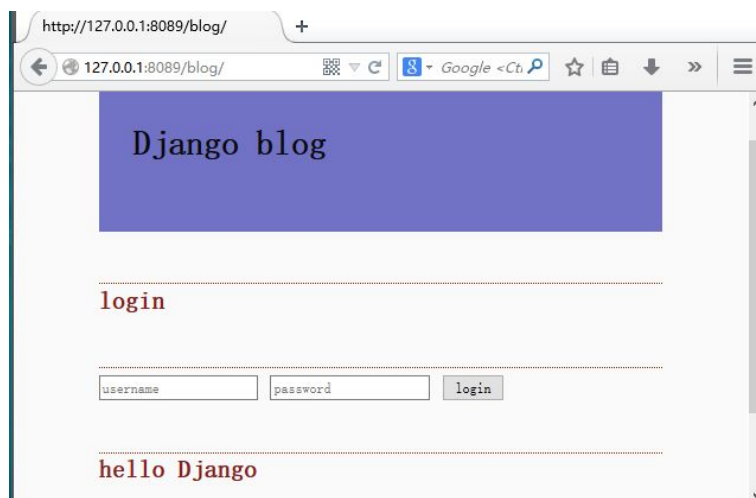 http://127.0.0.1:8089/blog/
127.0.0.1:8089/blog/
Google <Ct
Django blog
login
username password login
hello Django